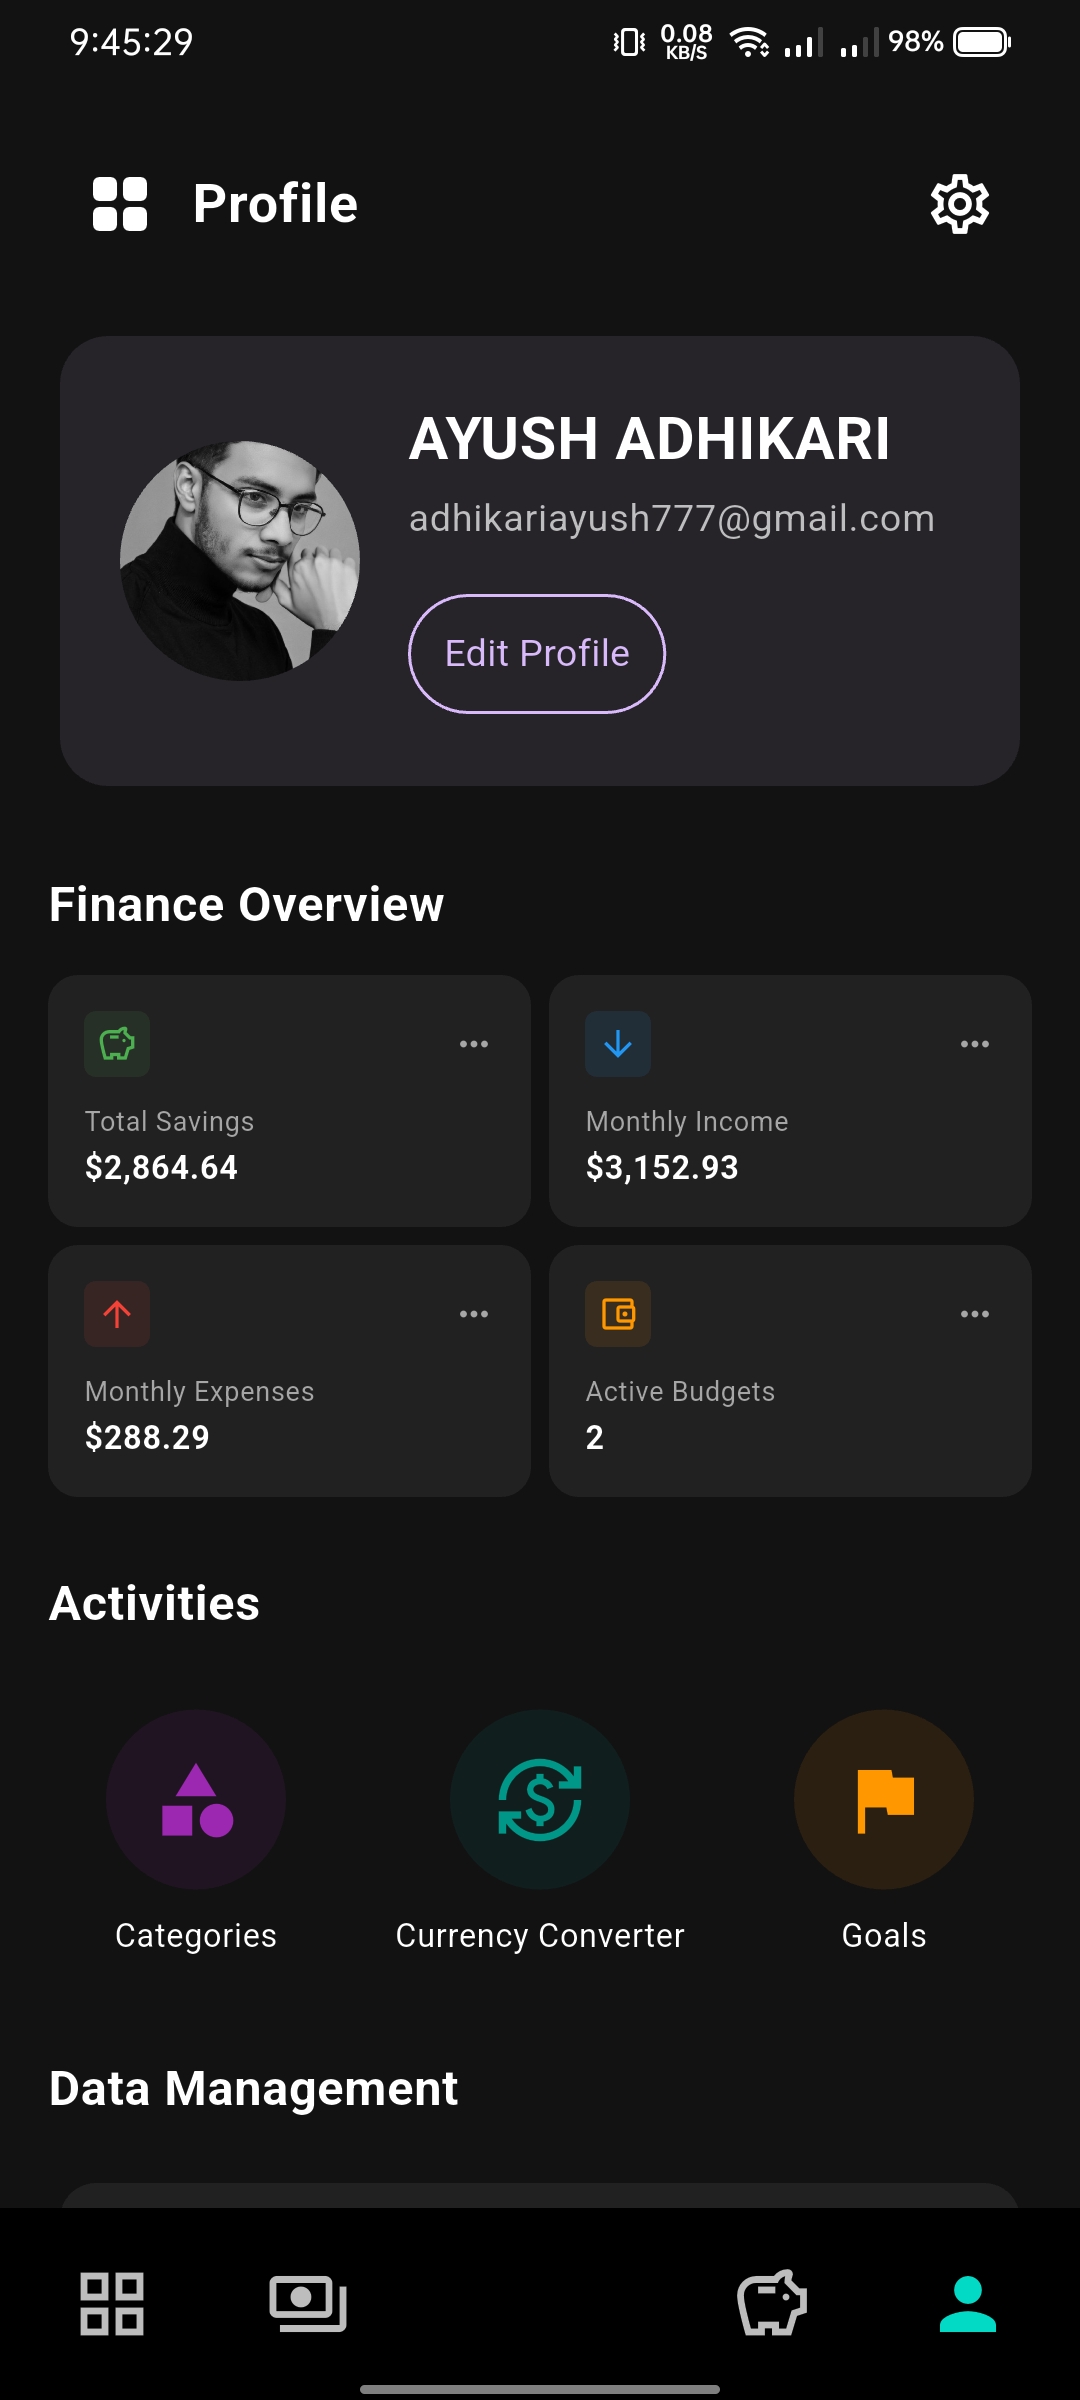 9:45:29
0.08
KB/S
98%
Profile
AYUSH ADHIKARI
adhikariayush777@gmail.com
Edit Profile
Finance Overview
Total Savings
$2,864.64
Monthly Income
$3,152.93
Monthly Expenses
$288.29
Active Budgets
2
Activities
Categories
Currency Converter
Goals
Data Management